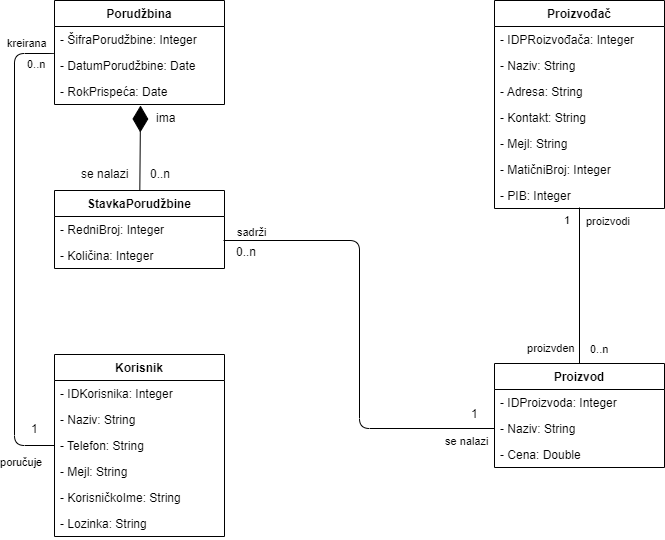 Porudžbina
- ŠifraPorudžbine: Integer
- DatumPorudžbine: Date
- RokPrispeća: Date
kreirana
0..n
ima
se nalazi
0..n
StavkaPorudžbine
- RedniBroj: Integer
- Količina: Integer
sadrži
0..n
Korisnik
- IDKorisnika: Integer
- Naziv: String
- Telefon: String
- Mejl: String
- KorisničkoIme: String
- Lozinka: String
1
poručuje
Proizvođač
- IDPRoizvođača: Integer
- Naziv: String
- Adresa: String
- Kontakt: String
- Mejl: String
- MatičniBroj: Integer
- PIB: Integer
1
proizvodi
proizvden
0..n
Proizvod
- IDProizvoda: Integer
- Naziv: String
- Cena: Double
1
se nalazi